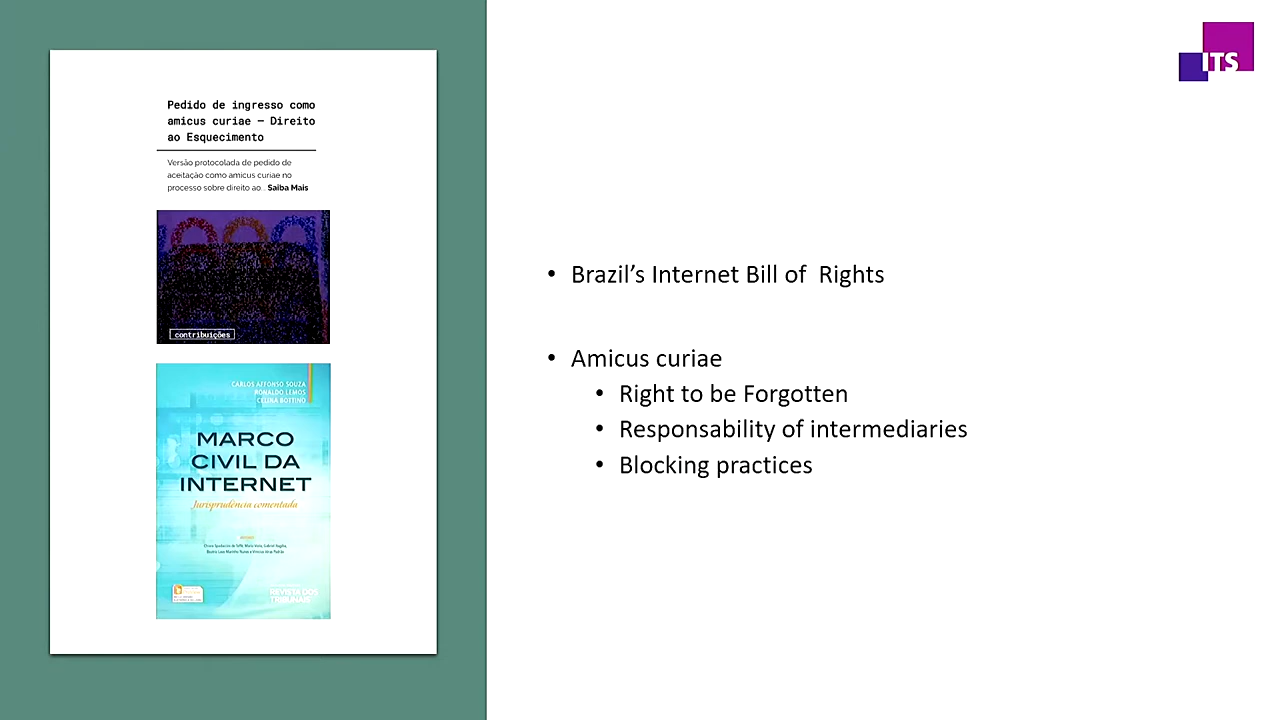 Pedido de ingresso como
amicus curiae – Direito
ao Esquecimento
Versão protocolada de pedido de
aceitação como amicus curiae no
processo sobre direito ao... Saiba Mais
contribuições
CARLOS AFFONSO SOUZA
RONALDO LEMOS
CELINA BOTTINO
MARCO
CIVIL DA
INTERNET
Jurisprudência comentada
REVISTA DOS
TRIBUNAIS
ITS
• Brazil’s Internet Bill of  Rights
• Amicus curiae
• Right to be Forgotten
• Responsability of intermediaries
• Blocking practices